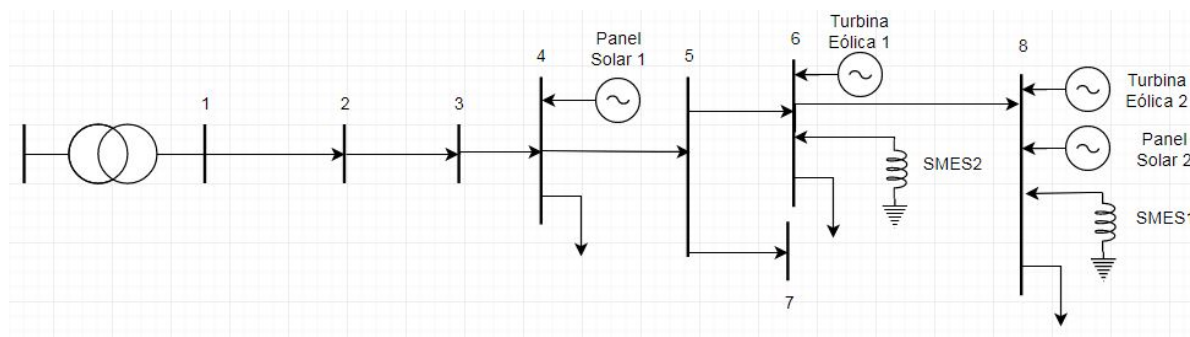 1
2
3
4
Panel
Solar 1
5
6
Turbina
Eólica 1
SMES2
7
8
Turbina
Eólica 2
Panel
Solar 2
SMES1